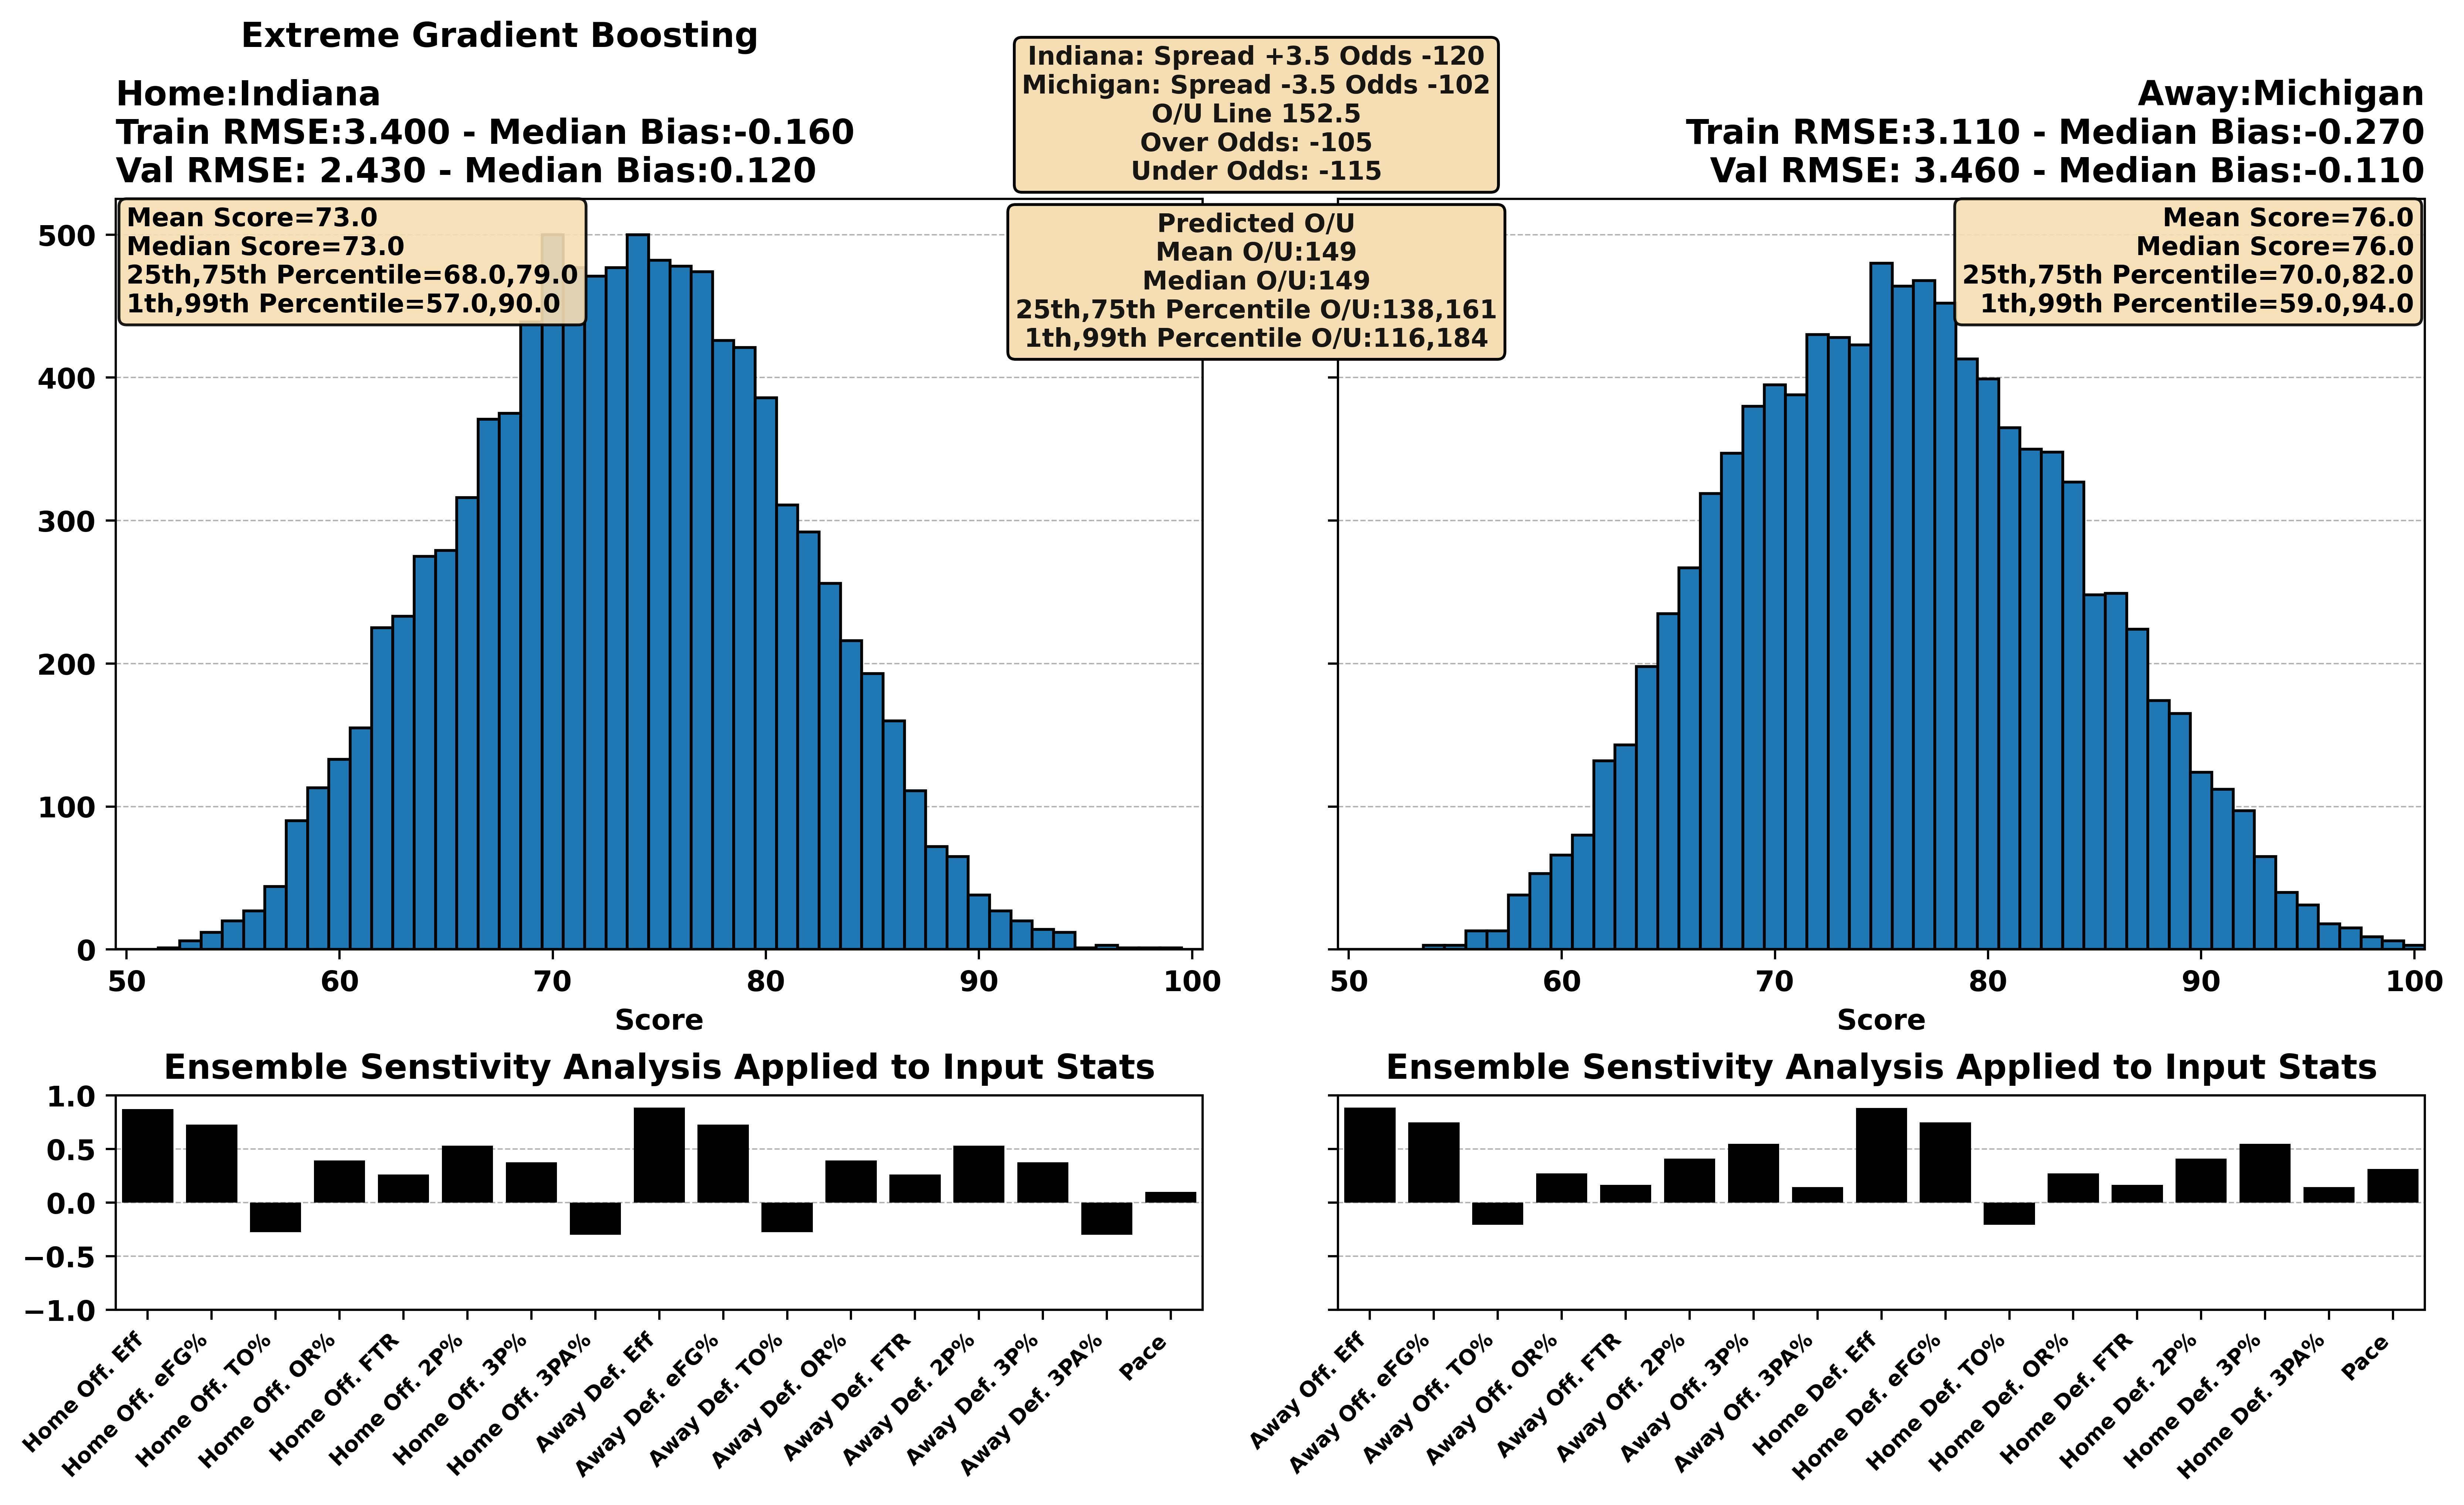 Extreme Gradient Boosting
Home:Indiana
Train RMSE:3.400 - Median Bias:-0.160
Val RMSE: 2.430 - Median Bias:0.120
Indiana: Spread +3.5 Odds -120
Michigan: Spread -3.5 Odds -102
O/U Line 152.5
Over Odds: -105
Under Odds: -115
Away:Michigan
Train RMSE:3.110 - Median Bias:-0.270
Val RMSE: 3.460 - Median Bias:-0.110
Mean Score=73.0
Median Score=73.0
25th,75th Percentile=68.0,79.0
1th,99th Percentile=57.0,90.0
Predicted O/U
Mean O/U:149
Median O/U:149
25th,75th Percentile O/U:138,161
1th,99th Percentile O/U:116,184
Mean Score=76.0
Median Score=76.0
25th,75th Percentile=70.0,82.0
1th,99th Percentile=59.0,94.0
500
400
300
200
100
0
50 60 70 80 90 100
Score
50 60 70 80 90 100
Score
Ensemble Senstivity Analysis Applied to Input Stats
Ensemble Senstivity Analysis Applied to Input Stats
1.0
0.5
0.0
−0.5
−1.0
Home Off. Eff
Home Off. eFG%
Home Off. TO%
Home Off. OR%
Home Off. FTR
Home Off. 2P%
Home Off. 3P%
Home Off. 3PA%
Away Def. Eff
Away Def. eFG%
Away Def. TO%
Away Def. OR%
Away Def. FTR
Away Def. 2P%
Away Def. 3P%
Away Def. 3PA%
Pace
Away Off. Eff
Away Off. eFG%
Away Off. TO%
Away Off. OR%
Away Off. FTR
Away Off. 2P%
Away Off. 3P%
Away Off. 3PA%
Home Def. Eff
Home Def. eFG%
Home Def. TO%
Home Def. OR%
Home Def. FTR
Home Def. 2P%
Home Def. 3P%
Home Def. 3PA%
Pace